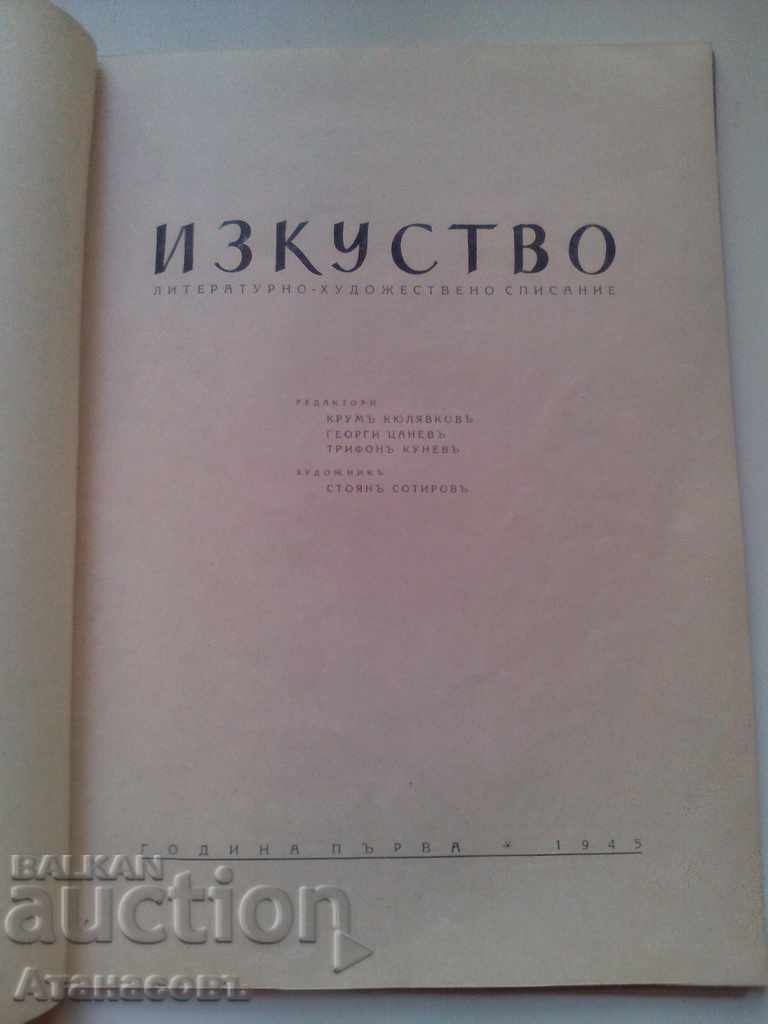 ИЗКУСТВО
ЛИТЕРАТУРНО-ХУДОЖЕСТВЕНО СПИСАНИЕ
РЕДАКТОРИ
КРУМЪ КЮЛЯВКОВЪ
ГЕОРГИ ЦАНЕВЪ
ТРИФОНЪ КУНЕВЪ
ХУДОЖНИКЪ
СТОЯНЪ СОТИРОВЪ
ГОДИНА ПЪРВА * 1945
BALKAN
auction
Атанасовъ